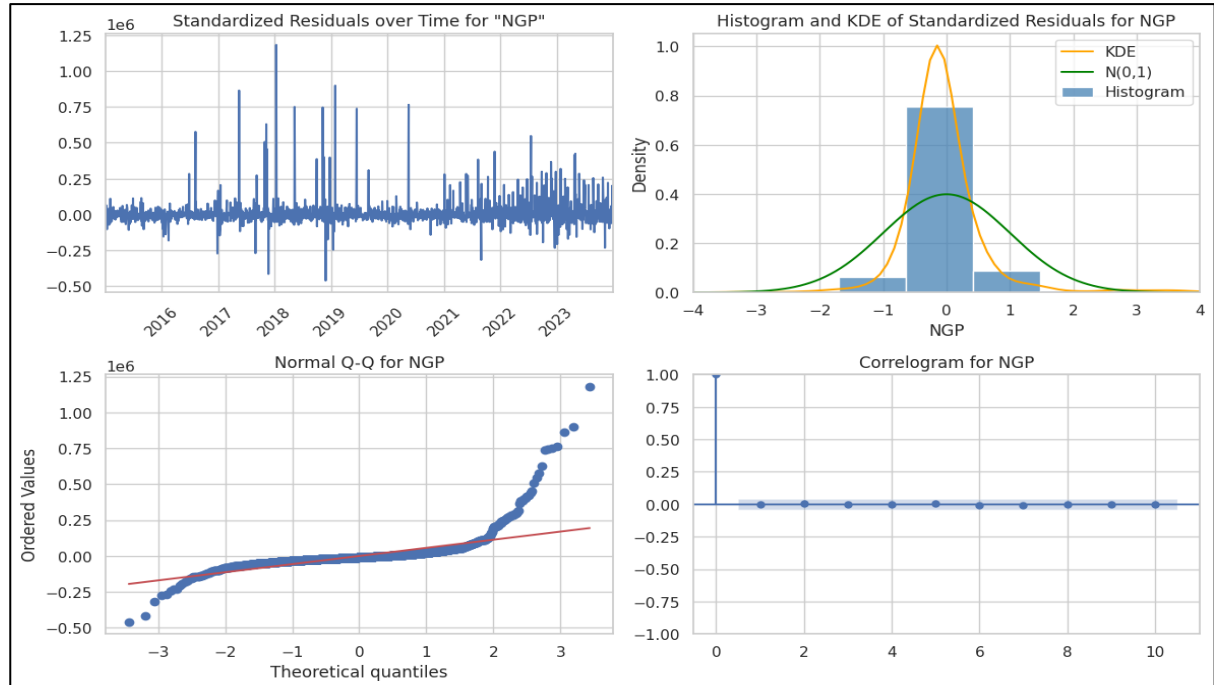 Standardized Residuals over Time for "NGP"
1e6
1.25
1.00
0.75
0.50
0.25
0.00
−0.25
−0.50
2016
2017
2018
2019
2020
2021
2022
2023
Histogram and KDE of Standardized Residuals for NGP
KDE
N(0,1)
Histogram
Density
1.0
0.8
0.6
0.4
0.2
0.0
−4 −3 −2 −1 0 1 2 3 4
NGP
Normal Q-Q for NGP
1e6
Ordered Values
1.25
1.00
0.75
0.50
0.25
0.00
−0.25
−0.50
−3 −2 −1 0 1 2 3
Theoretical quantiles
Correlogram for NGP
1.00
0.75
0.50
0.25
0.00
−0.25
−0.50
−0.75
−1.00
0 2 4 6 8 10